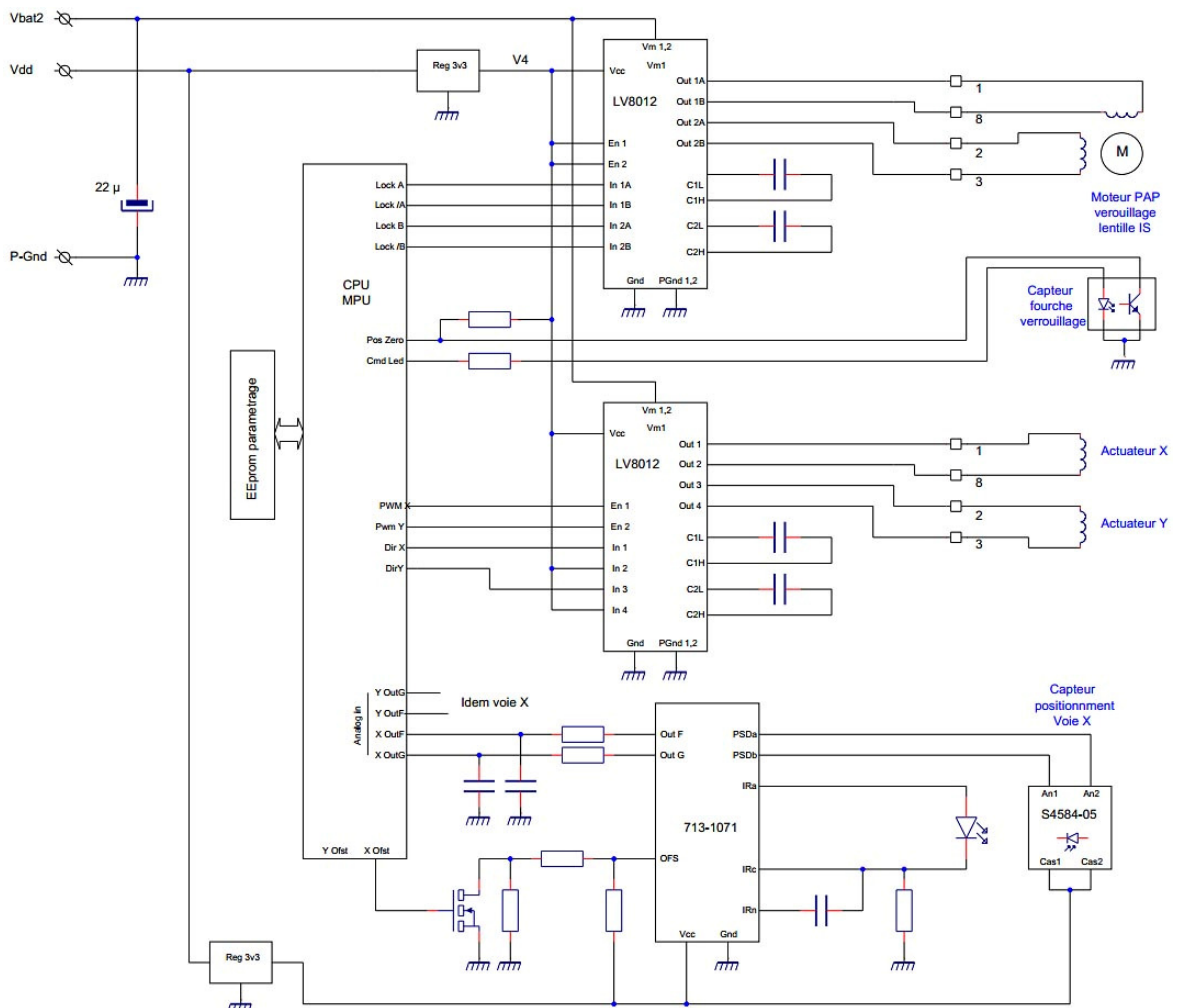 Vbat2
Vdd
22 µ
P-Gnd
Reg 3v3
V4
Vm 1,2
Vm1
Vcc
LV8012
En 1
En 2
In 1A
In 1B
In 2A
In 2B
Gnd
PGnd 1,2
Out 1A
Out 1B
Out 2A
Out 2B
C1L
C1H
C2L
C2H
1
8
2
3
M
Moteur PAP
verouillage
lentille IS
Lock A
Lock /A
Lock B
Lock /B
CPU
MPU
Pos Zero
Cmd Led
Capteur
fourche
verrouillage
EEprom parametrage
Vm 1,2
Vm1
Vcc
LV8012
En 1
En 2
In 1
In 2
In 3
In 4
Gnd
PGnd 1,2
Out 1
Out 2
Out 3
Out 4
C1L
C1H
C2L
C2H
1
8
2
3
Actuateur X
Actuateur Y
PWM X
Pwm Y
Dir X
DirY
Y OutG
Y OutF
X OutF
X OutG
Analog in
Idem voie X
Y Ofst
X Ofst
Out F
Out G
713-1071
OFS
PSDa
PSDb
IRa
IRc
IRn
Vcc
Gnd
Capteur
positionnment
Voie X
An1
An2
S4584-05
Cas1
Cas2
Reg 3v3